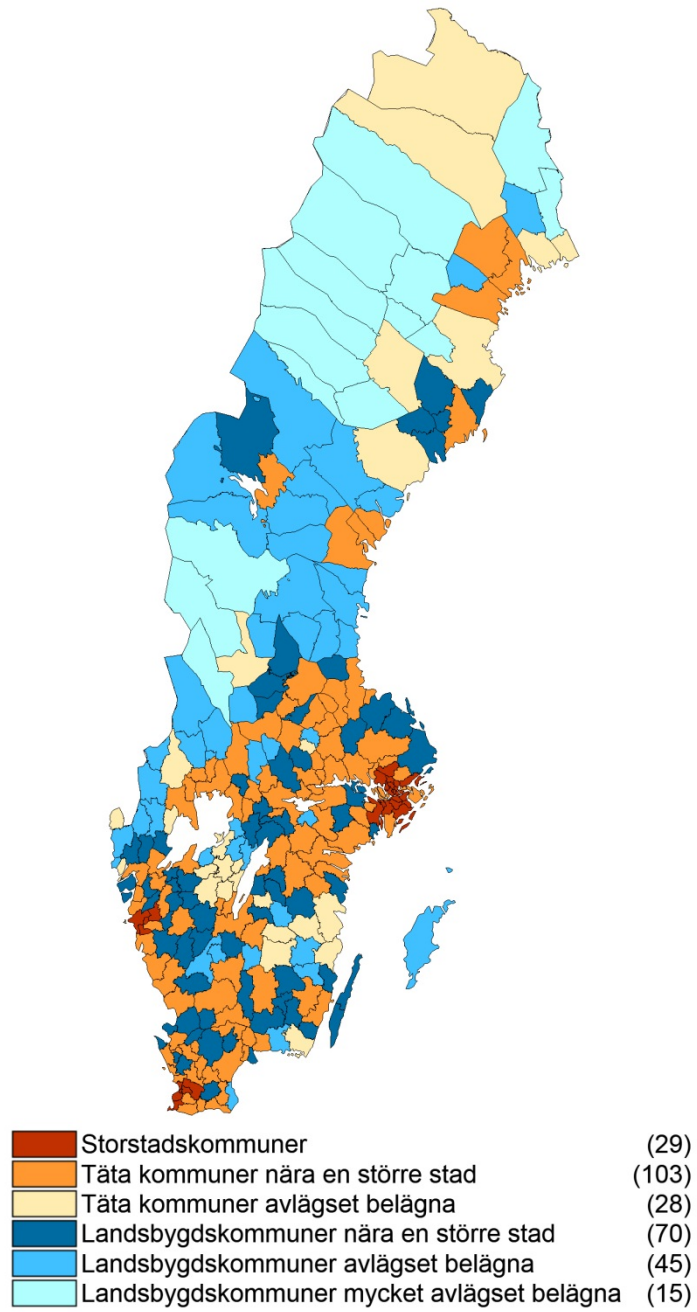 Storstadskommuner (29)
Täta kommuner nära en större stad (103)
Täta kommuner avlägset belägna (28)
Landsbygdskommuner nära en större stad (70)
Landsbygdskommuner avlägset belägna (45)
Landsbygdskommuner mycket avlägset belägna (15)